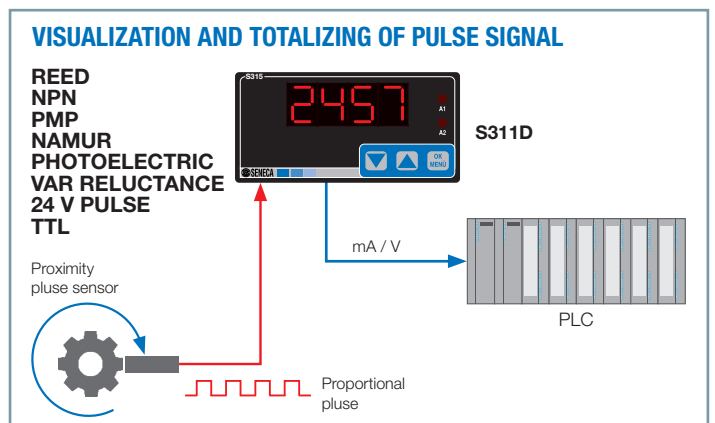 VISUALIZATION AND TOTALIZING OF PULSE SIGNAL
REED
NPN
PMP
NAMUR
PHOTOELECTRIC
VAR RELUCTANCE
24 V PULSE
TTL
S315
2457
A1
A2
OK
MENÙ
SENECA
S311D
mA / V
PLC
Proximity
pluse sensor
Proportional
pluse